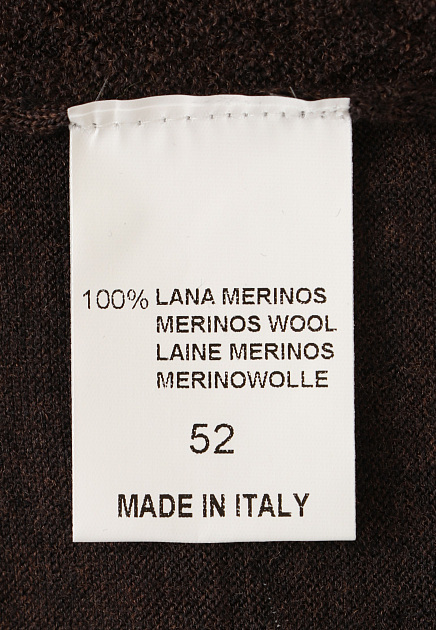 100% LANA MERINOS
MERINOS WOOL
LAINE MERINOS
MERINOWOLLE
52
MADE IN ITALY